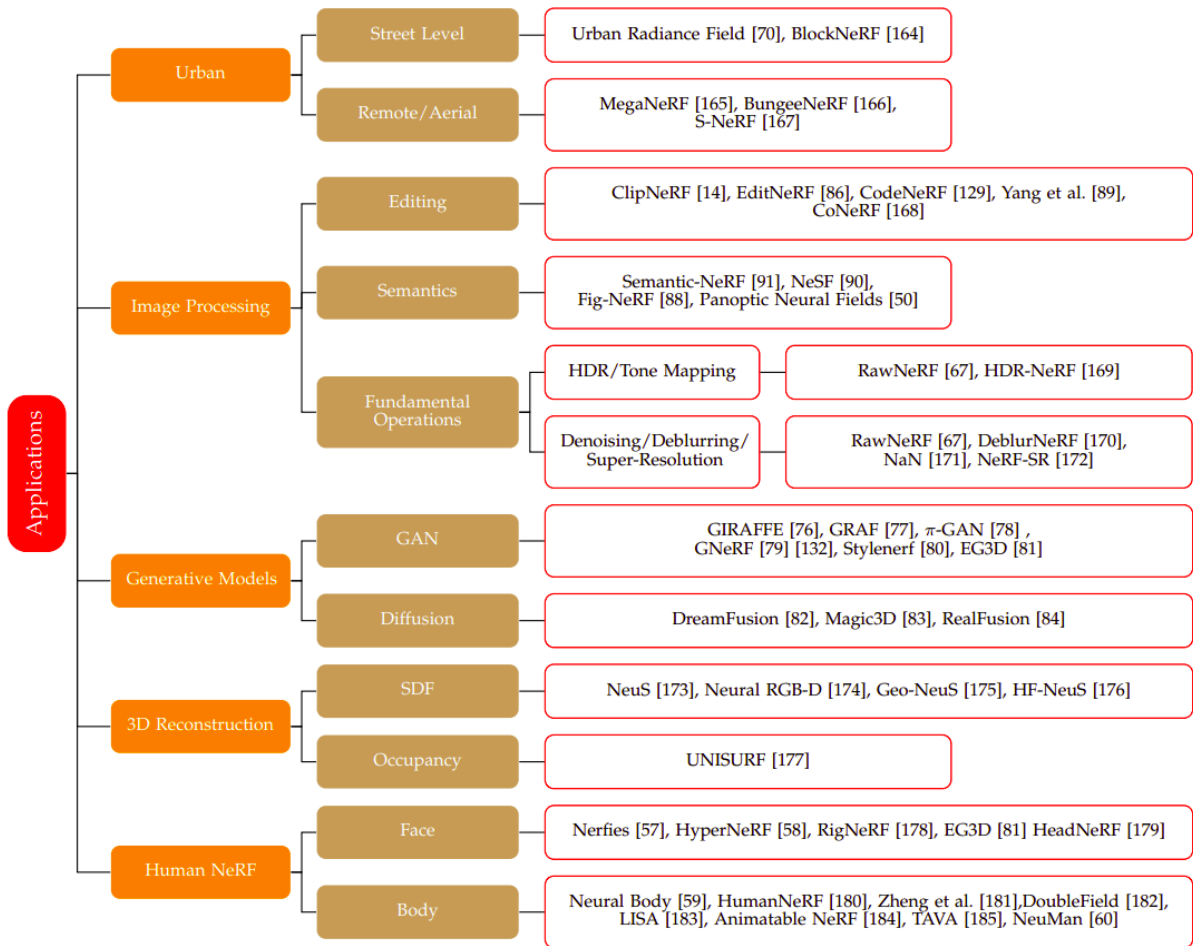 Applications
Urban
Street Level
Urban Radiance Field [70], BlockNeRF [164]
Remote/Aerial
MegaNeRF [165], BungeeNeRF [166],
S-NeRF [167]
Image Processing
Editing
ClipNeRF [14], EditNeRF [86], CodeNeRF [129], Yang et al. [89],
CoNeRF [168]
Semantics
Semantic-NeRF [91], NeSF [90],
Fig-NeRF [88], Panoptic Neural Fields [50]
Fundamental
Operations
HDR/Tone Mapping
RawNeRF [67], HDR-NeRF [169]
Denoising/Deblurring/
Super-Resolution
RawNeRF [67], DeblurNeRF [170],
NaN [171], NeRF-SR [172]
Generative Models
GAN
GIRAFFE [76], GRAF [77], π-GAN [78] ,
GNeRF [79] [132], Stylenerf [80], EG3D [81]
Diffusion
DreamFusion [82], Magic3D [83], RealFusion [84]
3D Reconstruction
SDF
NeuS [173], Neural RGB-D [174], Geo-NeuS [175], HF-NeuS [176]
Occupancy
UNISURF [177]
Human NeRF
Face
Nerfies [57], HyperNeRF [58], RigNeRF [178], EG3D [81] HeadNeRF [179]
Body
Neural Body [59], HumanNeRF [180], Zheng et al. [181],DoubleField [182],
LISA [183], Animatable NeRF [184], TAVA [185], NeuMan [60]